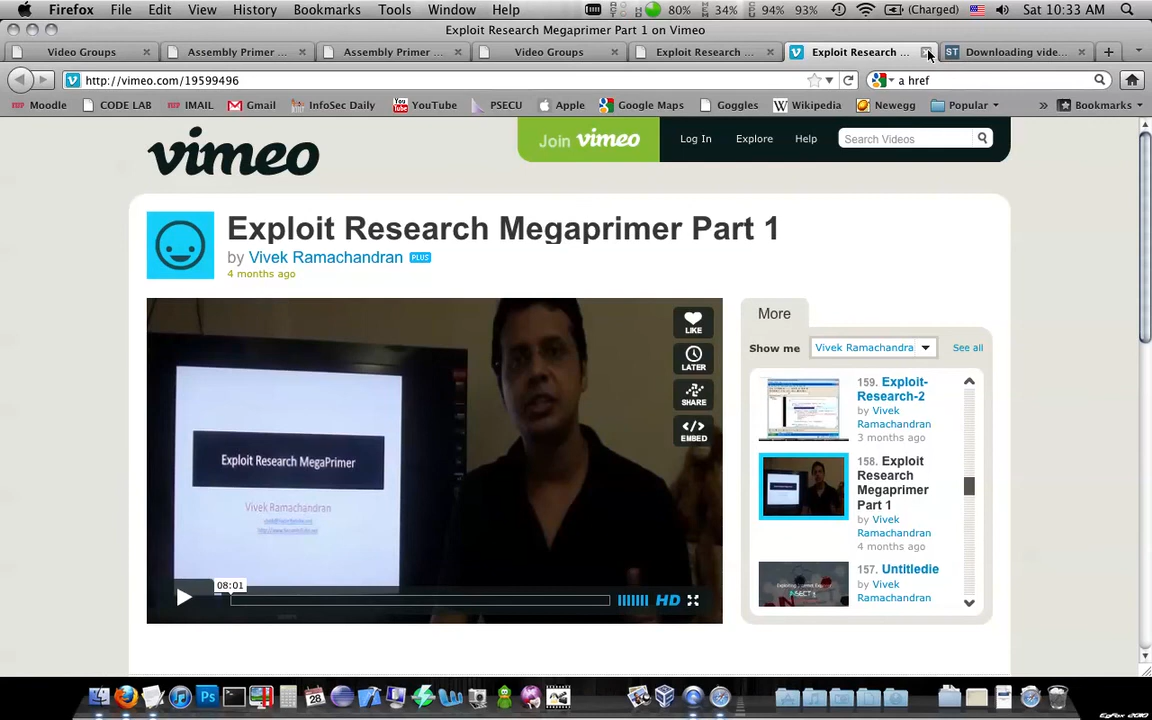 Firefox File Edit View History Bookmarks Tools Window Help 80% 34% 94% 93% (Charged) Sat 10:33 AM
Exploit Research Megaprimer Part 1 on Vimeo
Video Groups Assembly Primer ... Assembly Primer ... Video Groups Exploit Research ... Exploit Research ... ST Downloading vide...
http://vimeo.com/19599496 a href
Moodle CODE LAB IMAIL Gmail InfoSec Daily YouTube PSECU Apple Google Maps Goggles Wikipedia Newegg Popular » Bookmarks
vimeo
Join vimeo Log In Explore Help Search Videos
Exploit Research Megaprimer Part 1
by Vivek Ramachandran PLUS
4 months ago
Exploit Research MegaPrimer
Vivek Ramachandran
LIKE
LATER
SHARE
EMBED
08:01
HD
More
Show me Vivek Ramachandra See all
159. Exploit-
Research-2
by Vivek
Ramachandran
3 months ago
158. Exploit
Research
Megaprimer
Part 1
by Vivek
Ramachandran
4 months ago
157. Untitledie
by Vivek
Ramachandran